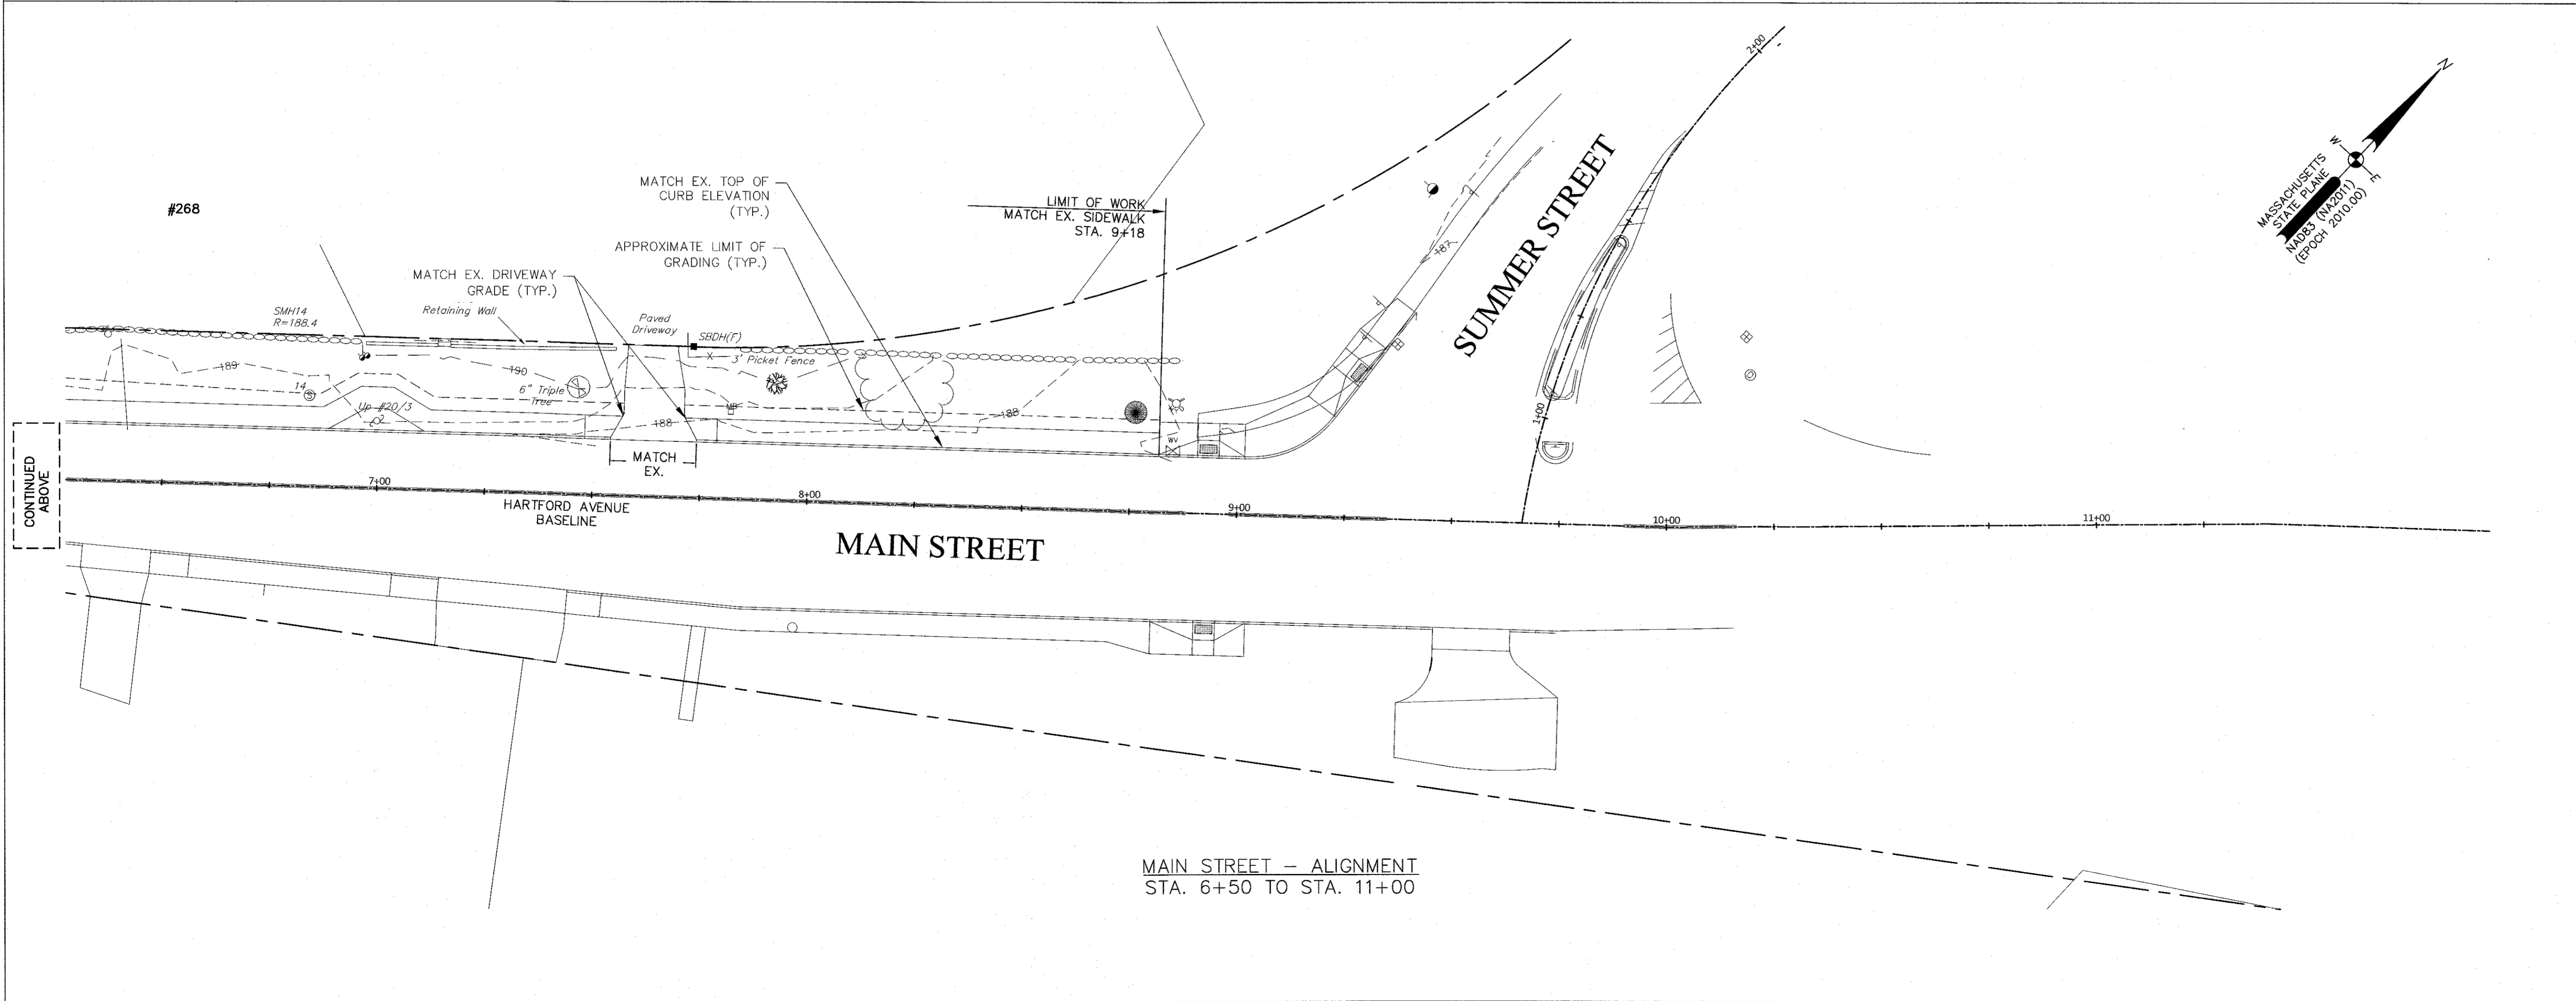 2+00
N
W
E
MASSACHUSETTS
STATE PLANE
NAD83 (NA2011)
(EPOCH 2010.00)
SUMMER STREET
#268
MATCH EX. TOP OF
CURB ELEVATION
(TYP.)
LIMIT OF WORK
MATCH EX. SIDEWALK
STA. 9+18
APPROXIMATE LIMIT OF
GRADING (TYP.)
MATCH EX. DRIVEWAY
GRADE (TYP.)
187
SMH14
R=188.4
Retaining Wall
Paved
Driveway
SBDH(F)
X
3' Picket Fence
189
190
14
S
6" Triple
Tree
Up #20/3
188
188
WV
1+00
MATCH
EX.
CONTINUED
ABOVE
7+00
8+00
9+00
10+00
11+00
HARTFORD AVENUE
BASELINE
MAIN STREET
MAIN STREET – ALIGNMENT
STA. 6+50 TO STA. 11+00